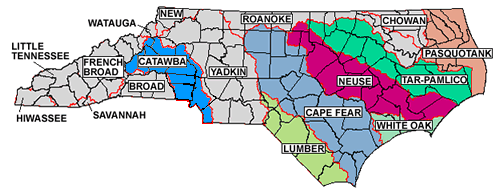 NEW
ROANOKE
CHOWAN
WATAUGA
PASQUOTANK
LITTLE
TENNESSEE
FRENCH
BROAD
CATAWBA
YADKIN
NEUSE
TAR-PAMLICO
BROAD
HIWASSEE
SAVANNAH
CAPE FEAR
WHITE OAK
LUMBER